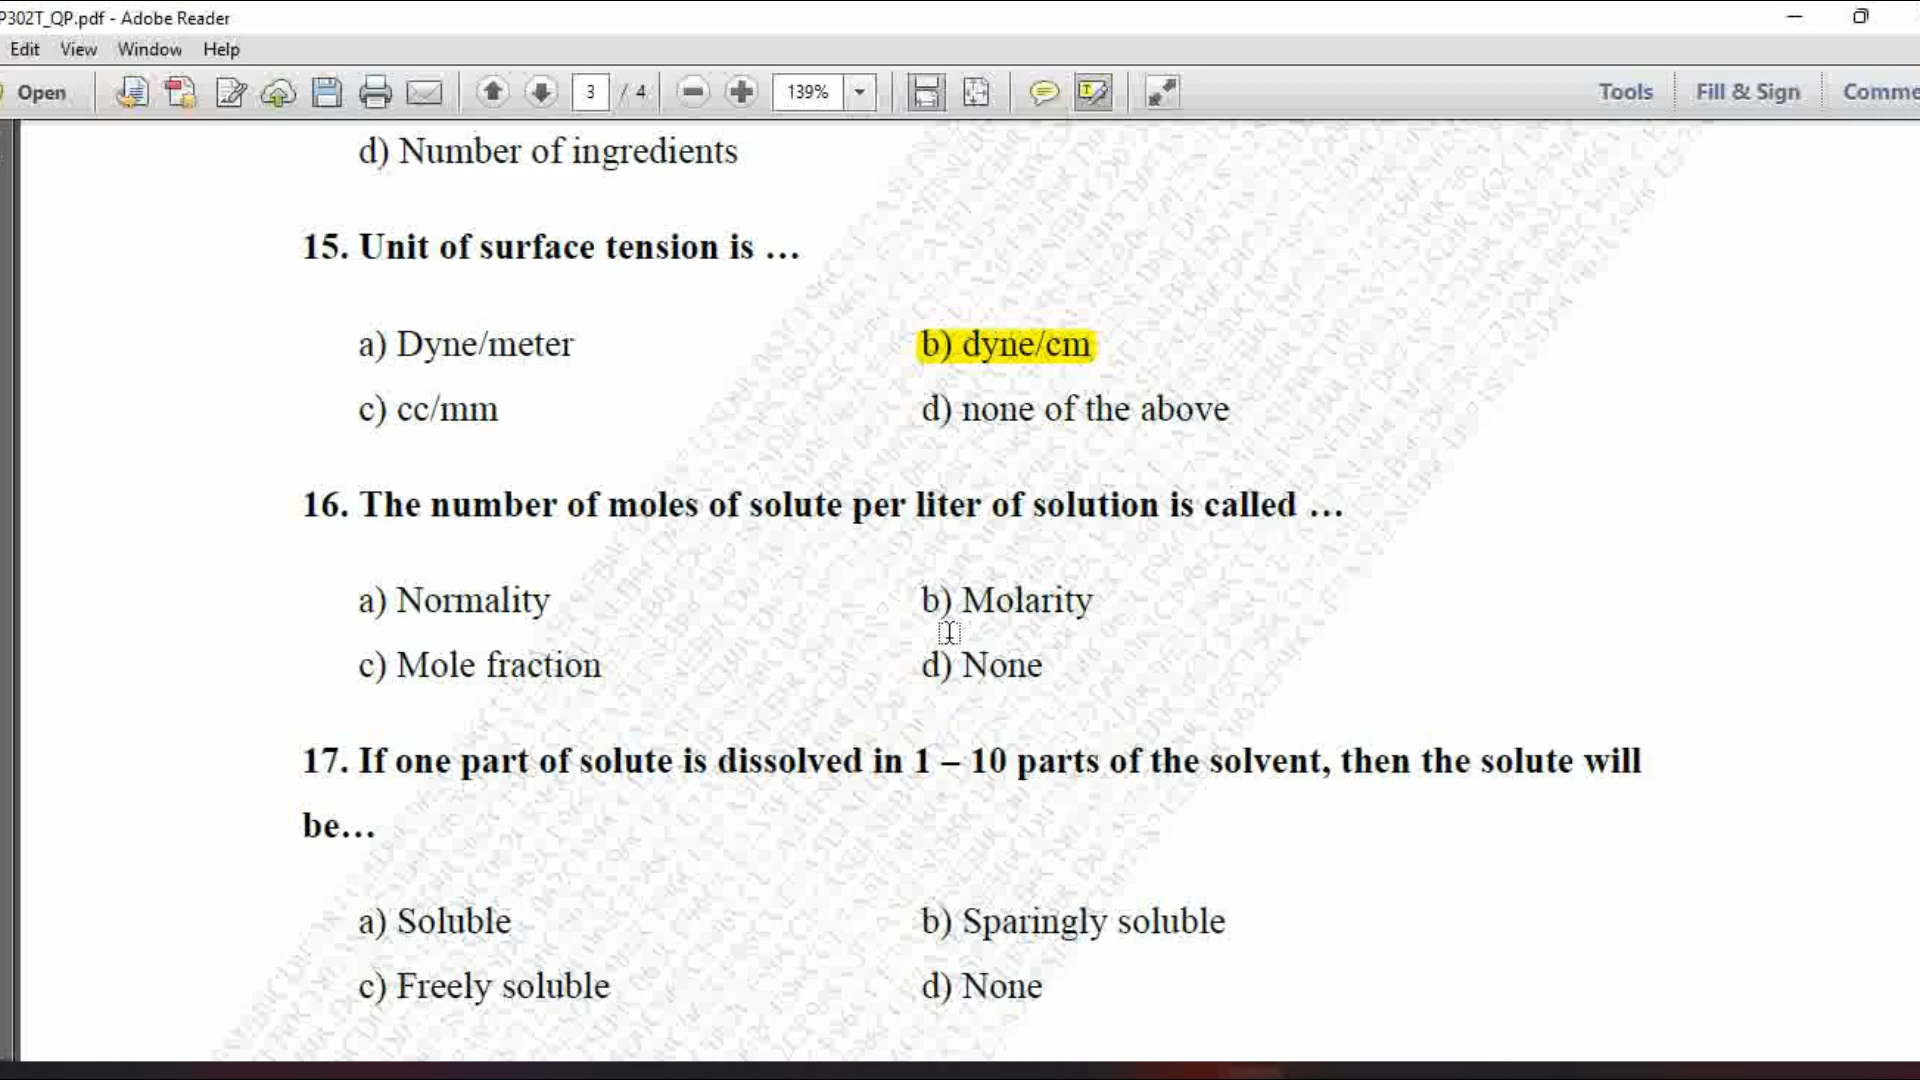 P302T_QP.pdf - Adobe Reader
Edit View Window Help
Open 3 / 4 139% Tools Fill & Sign Comme
d) Number of ingredients
15. Unit of surface tension is …
a) Dyne/meter b) dyne/cm
c) cc/mm d) none of the above
16. The number of moles of solute per liter of solution is called …
a) Normality b) Molarity
c) Mole fraction d) None
17. If one part of solute is dissolved in 1 – 10 parts of the solvent, then the solute will
be…
a) Soluble b) Sparingly soluble
c) Freely soluble d) None